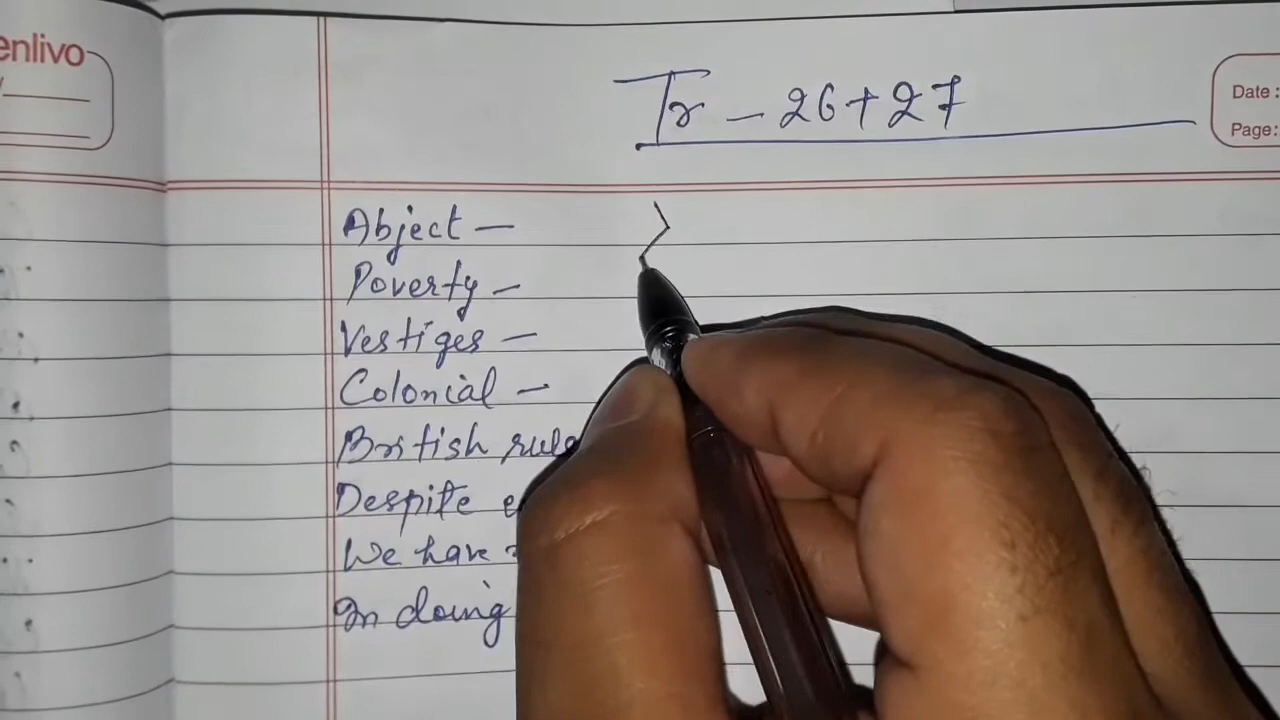 enlivo
Tr - 26+27
Date:
Page:
Abject -
Poverty -
Vestiges -
Colonial -
British rule
Despite
We have
In doing